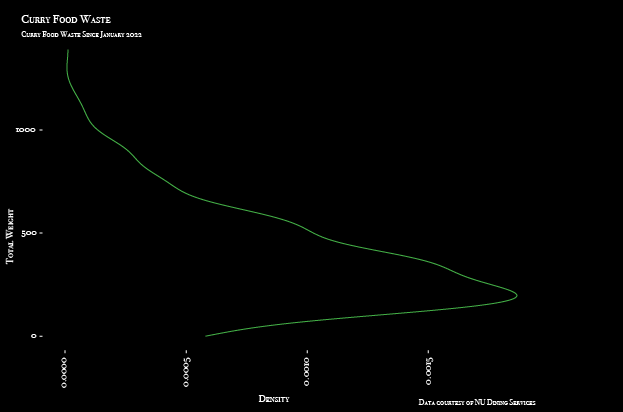 Curry Food Waste
Curry Food Waste Since January 2022
1000
500
0
Total Weight
0.0000
0.0005
0.0010
0.0015
Density
Data courtesy of NU Dining Services